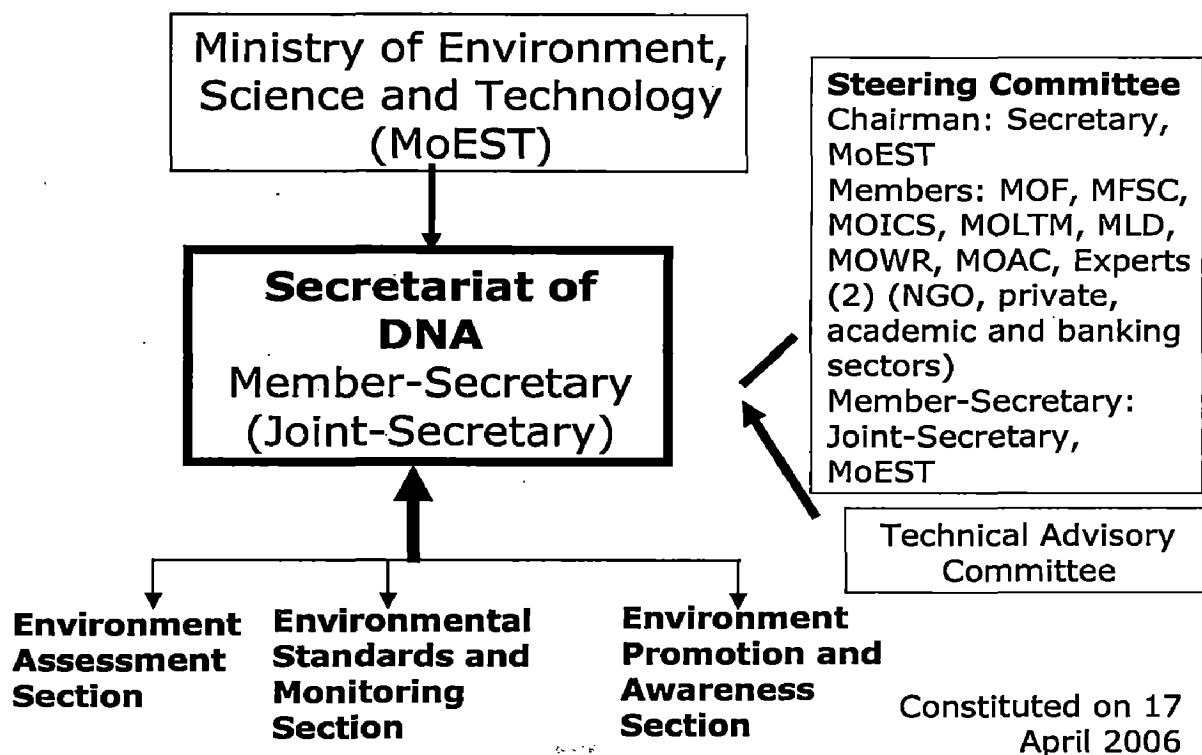 Ministry of Environment,
Science and Technology
(MoEST)
Secretariat of
DNA
Member-Secretary
(Joint-Secretary)
Steering Committee
Chairman: Secretary,
MoEST
Members: MOF, MFSC,
MOICS, MOLTM, MLD,
MOWR, MOAC, Experts
(2) (NGO, private,
academic and banking
sectors)
Member-Secretary:
Joint-Secretary,
MoEST
Technical Advisory
Committee
Environment
Assessment
Section
Environmental
Standards and
Monitoring
Section
Environment
Promotion and
Awareness
Section
Constituted on 17
April 2006